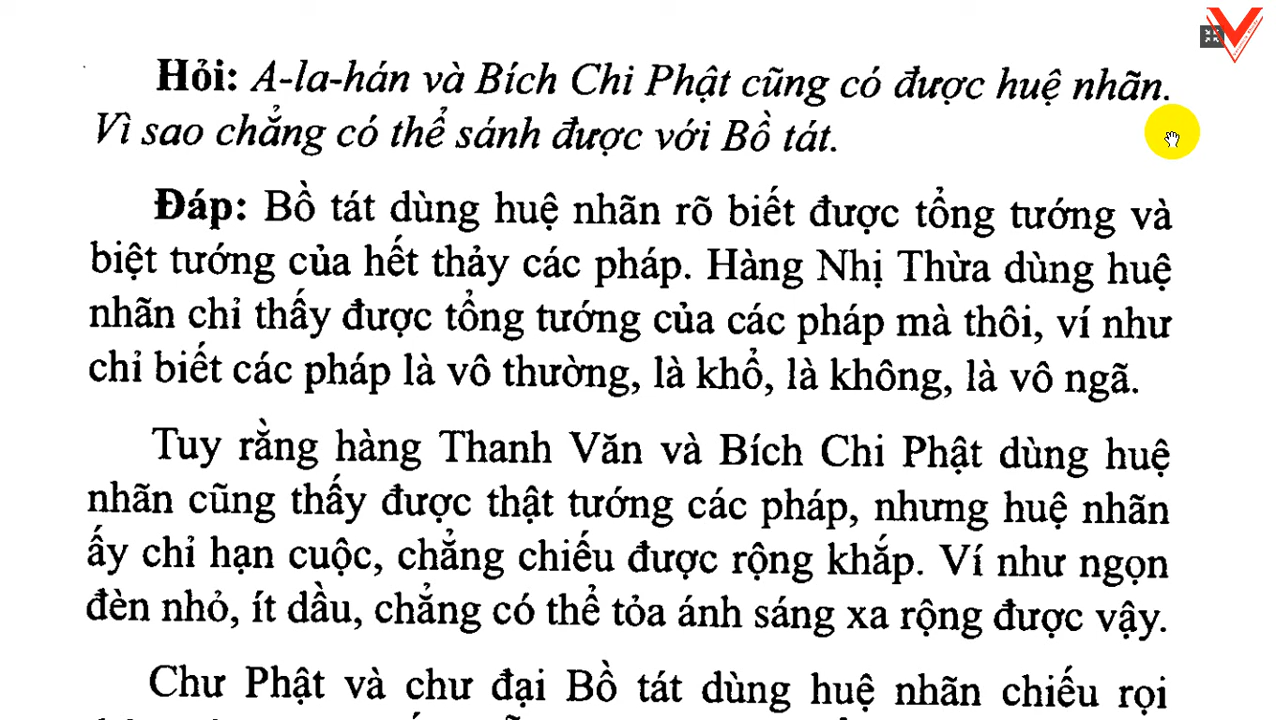 Hỏi: A-la-hán và Bích Chi Phật cũng có được huệ nhãn.
Vì sao chẳng có thể sánh được với Bồ tát.
Đáp: Bồ tát dùng huệ nhãn rõ biết được tổng tướng và
biệt tướng của hết thảy các pháp. Hàng Nhị Thừa dùng huệ
nhãn chỉ thấy được tổng tướng của các pháp mà thôi, ví như
chỉ biết các pháp là vô thường, là khổ, là không, là vô ngã.
Tuy rằng hàng Thanh Văn và Bích Chi Phật dùng huệ
nhãn cũng thấy được thật tướng các pháp, nhưng huệ nhãn
ấy chỉ hạn cuộc, chẳng chiếu được rộng khắp. Ví như ngọn
đèn nhỏ, ít dầu, chẳng có thể tỏa ánh sáng xa rộng được vậy.
Chư Phật và chư đại Bồ tát dùng huệ nhãn chiếu rọi